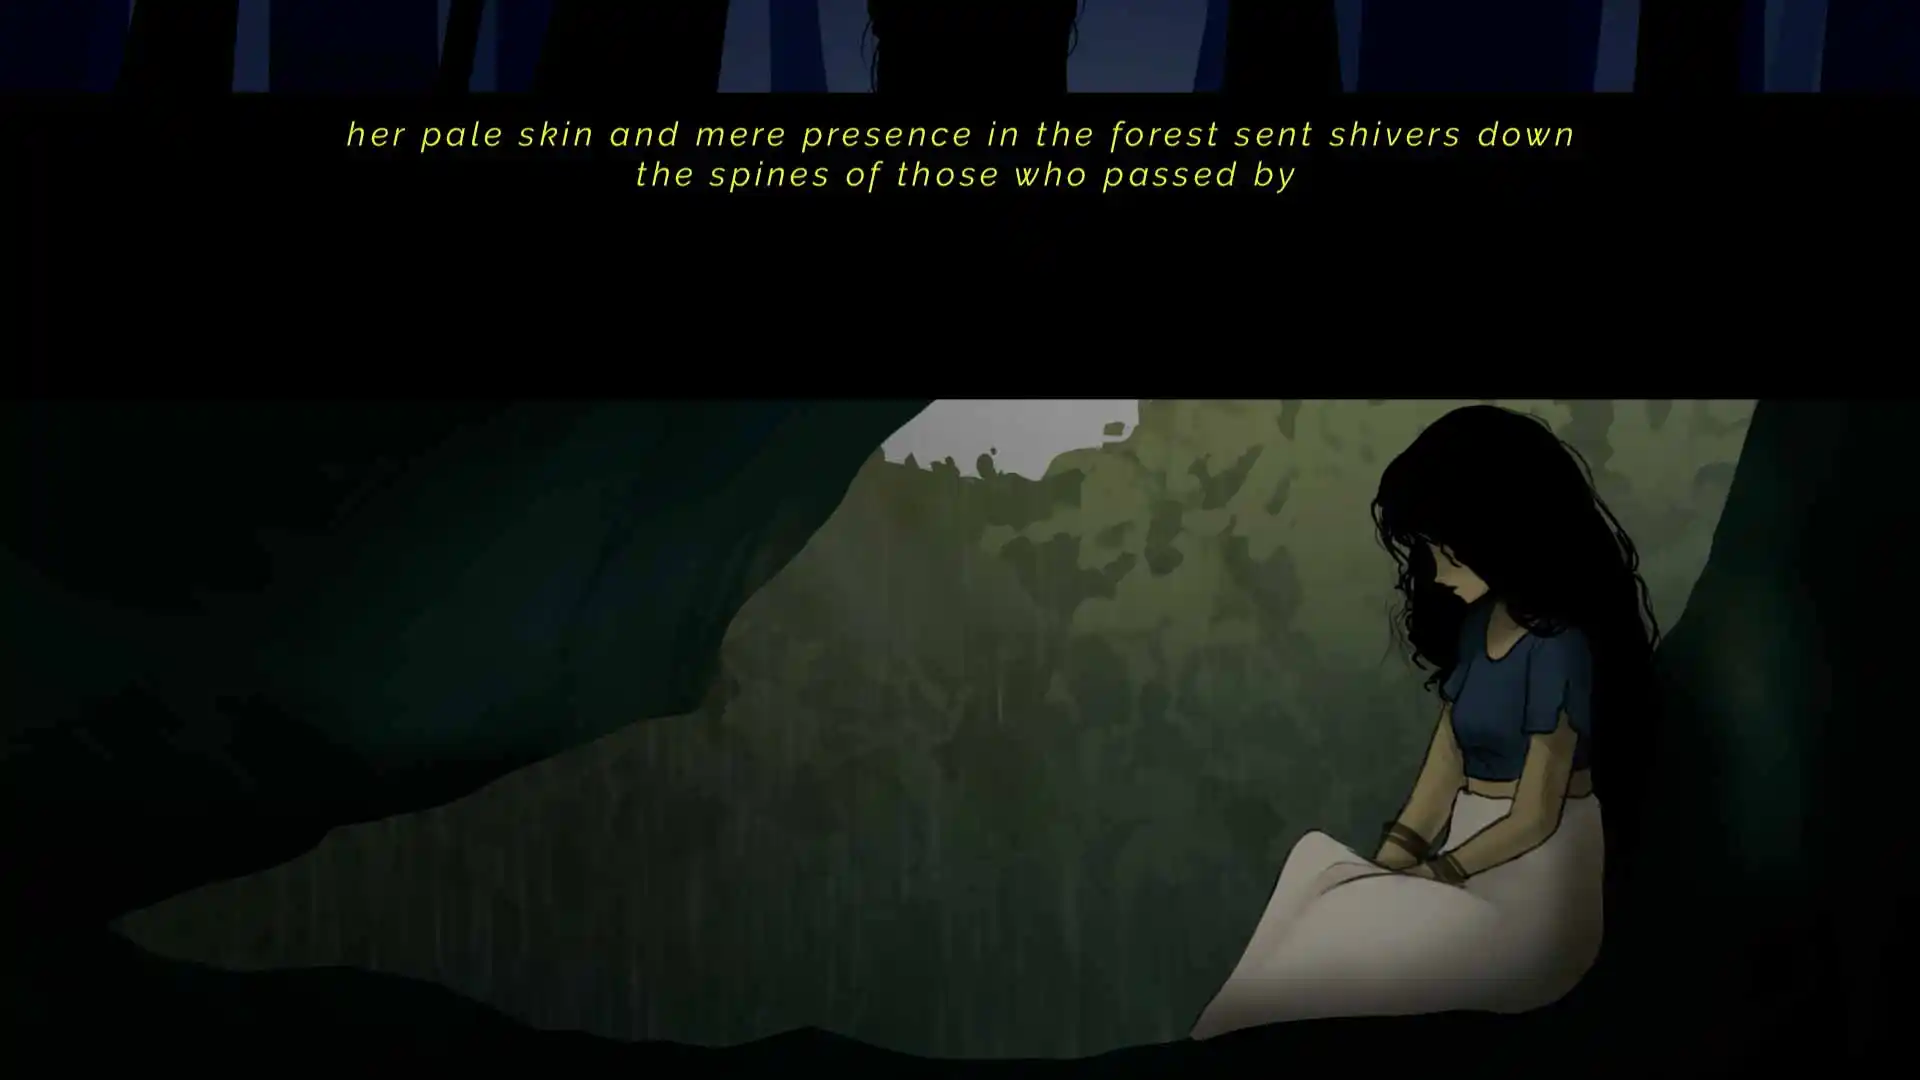 her pale skin and mere presence in the forest sent shivers down
the spines of those who passed by